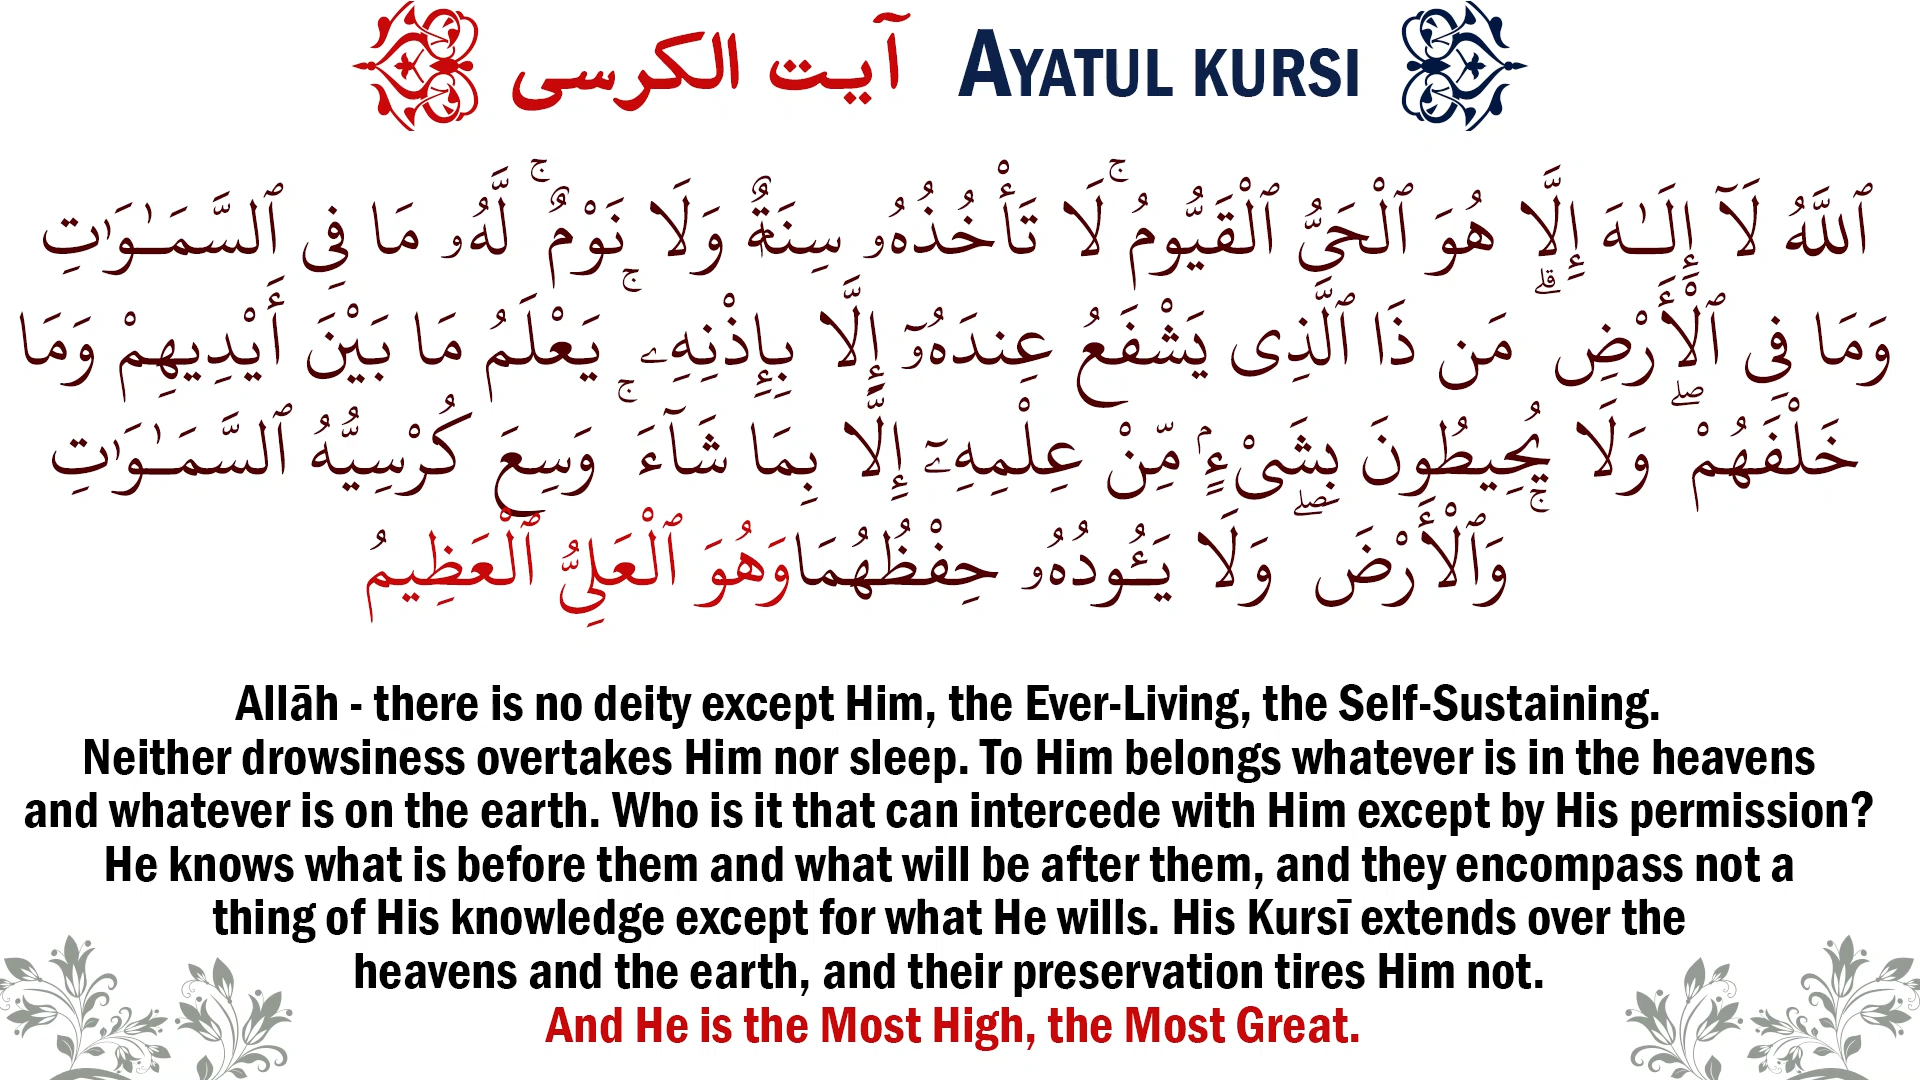 آیت الکرسی AYATUL KURSI
ٱللَّهُ لَآ إِلَـٰهَ إِلَّا هُوَ ٱلْحَىُّ ٱلْقَيُّومُ ۚ لَا تَأْخُذُهُۥ سِنَةٌ وَلَا نَوْمٌ ۚ لَّهُۥ مَا فِى ٱلسَّمَـٰوَٰتِ
وَمَا فِى ٱلْأَرْضِ ۗ مَن ذَا ٱلَّذِى يَشْفَعُ عِندَهُۥٓ إِلَّا بِإِذْنِهِۦ ۚ يَعْلَمُ مَا بَيْنَ أَيْدِيهِمْ وَمَا
خَلْفَهُمْ ۖ وَلَا يُحِيطُونَ بِشَىْءٍ مِّنْ عِلْمِهِۦٓ إِلَّا بِمَا شَآءَ ۚ وَسِعَ كُرْسِيُّهُ ٱلسَّمَـٰوَٰتِ
وَٱلْأَرْضَ ۖ وَلَا يَـُٔودُهُۥ حِفْظُهُمَا ۚ وَهُوَ ٱلْعَلِىُّ ٱلْعَظِيمُ
Allāh - there is no deity except Him, the Ever-Living, the Self-Sustaining.
Neither drowsiness overtakes Him nor sleep. To Him belongs whatever is in the heavens
and whatever is on the earth. Who is it that can intercede with Him except by His permission?
He knows what is before them and what will be after them, and they encompass not a
thing of His knowledge except for what He wills. His Kursī extends over the
heavens and the earth, and their preservation tires Him not.
And He is the Most High, the Most Great.